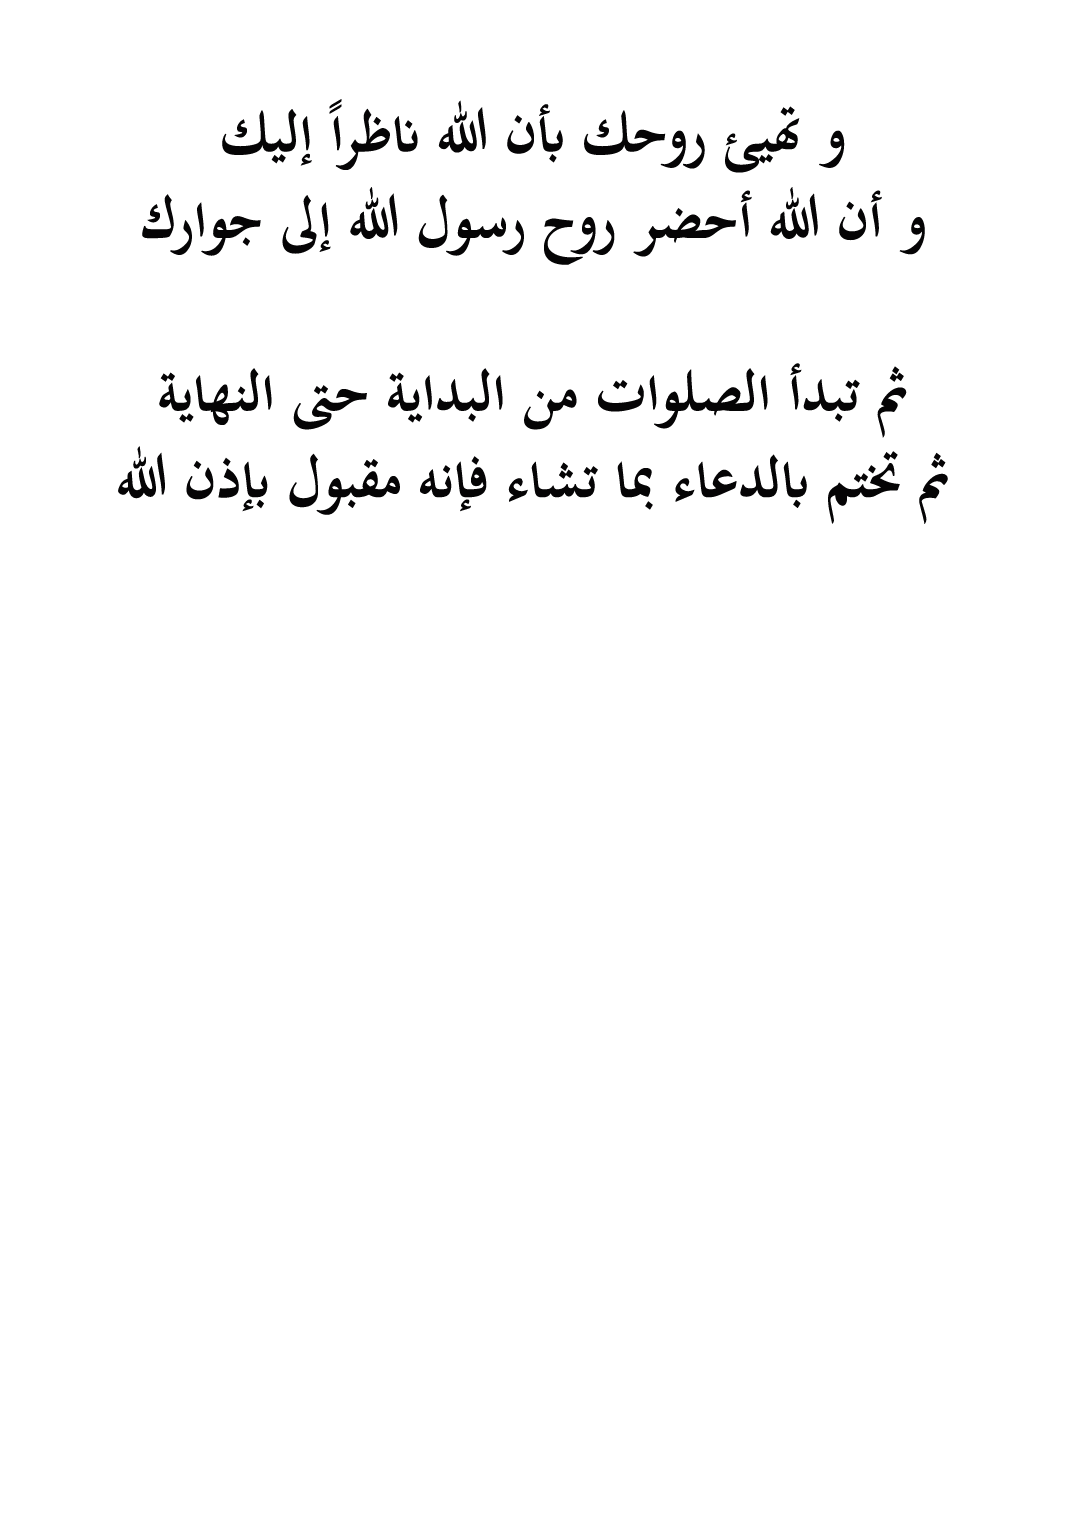 و تهيئ روحك بأن الله ناظراً إليك
و أن الله أحضر روح رسول الله إلى جوارك
ثم تبدأ الصلوات من البداية حتى النهاية
ثم تختم بالدعاء بما تشاء فإنه مقبول بإذن الله